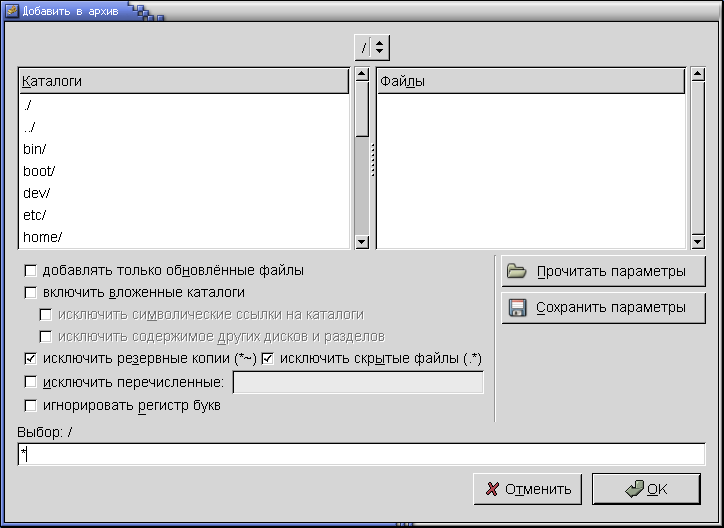 Добавить в архив
/
Каталоги
Файлы
./
../
bin/
boot/
dev/
etc/
home/
добавлять только обновлённые файлы
включить вложенные каталоги
исключить символические ссылки на каталоги
исключить содержимое других дисков и разделов
исключить резервные копии (*~) исключить скрытые файлы (.*)
исключить перечисленные:
игнорировать регистр букв
Прочитать параметры
Сохранить параметры
Выбор: /
*
Отменить
OK